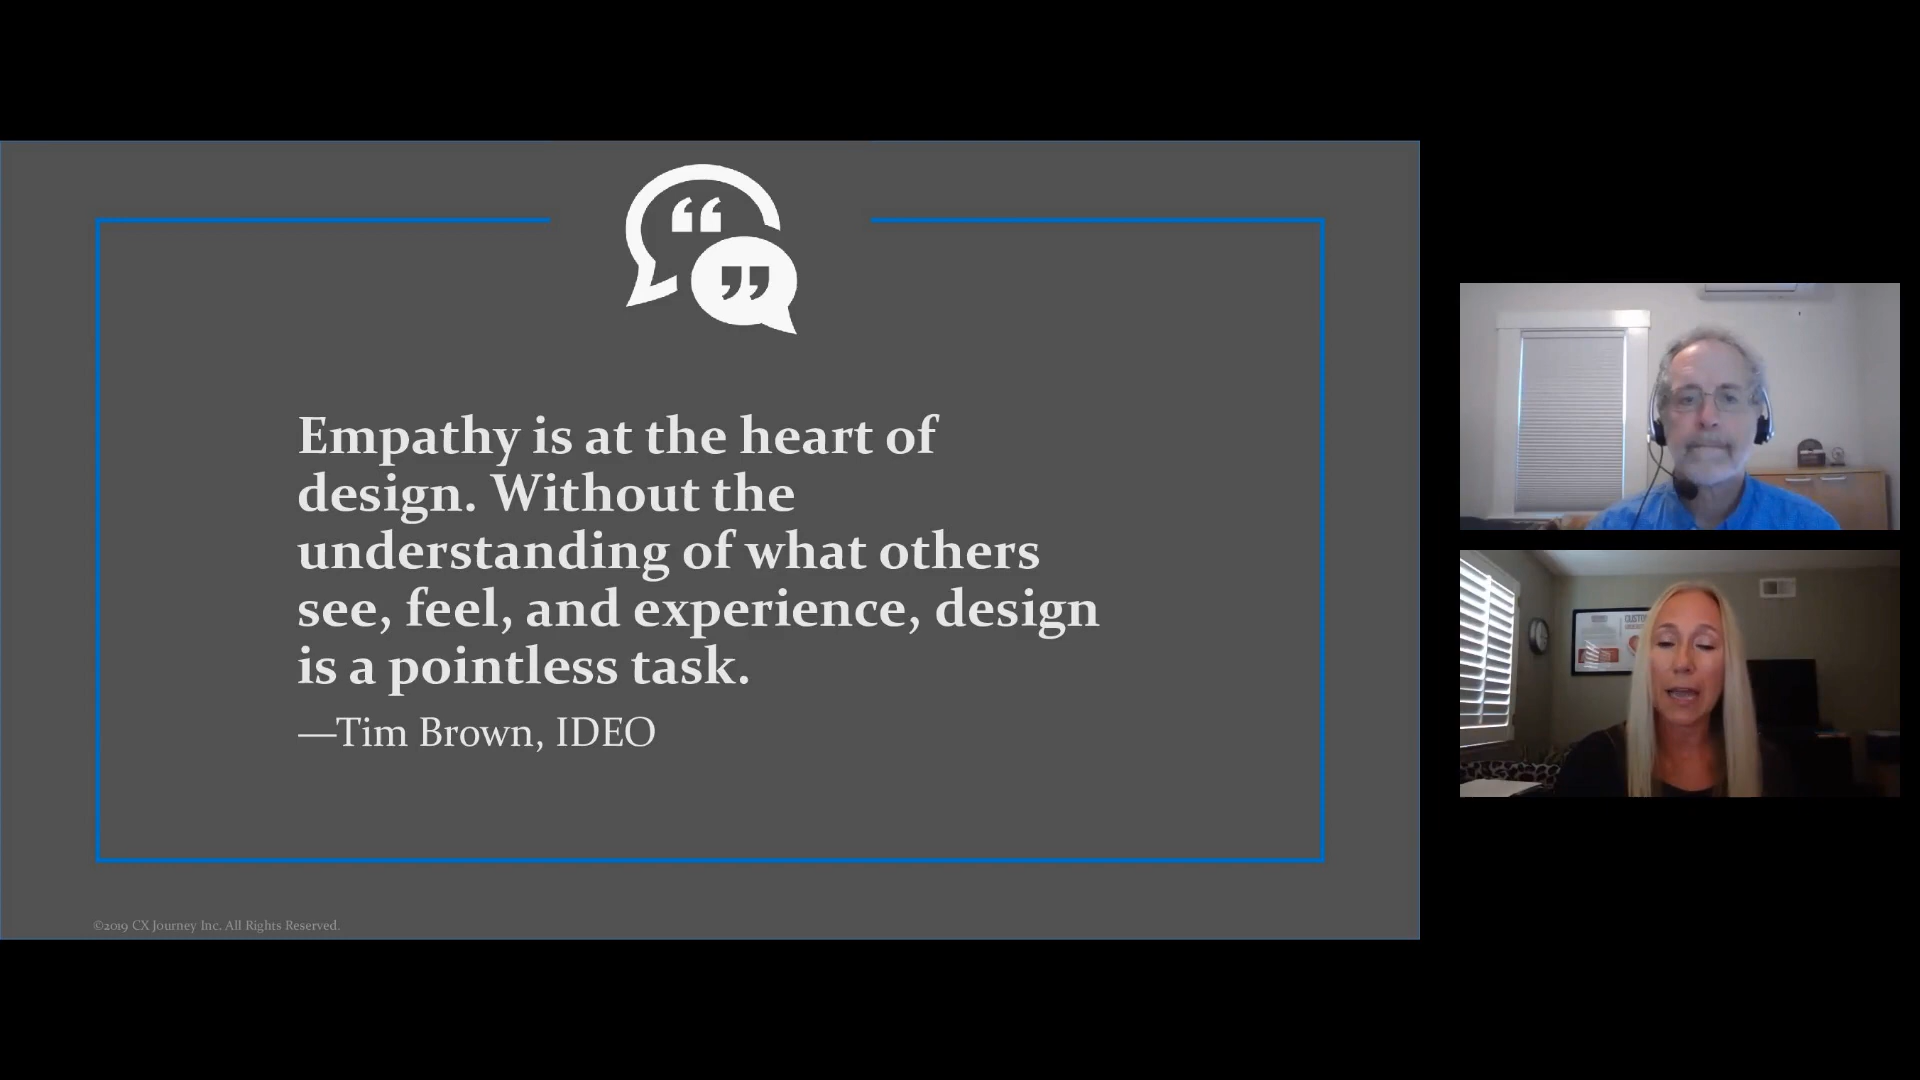 Empathy is at the heart of
design. Without the
understanding of what others
see, feel, and experience, design
is a pointless task.
—Tim Brown, IDEO
©2019 CX Journey Inc. All Rights Reserved.